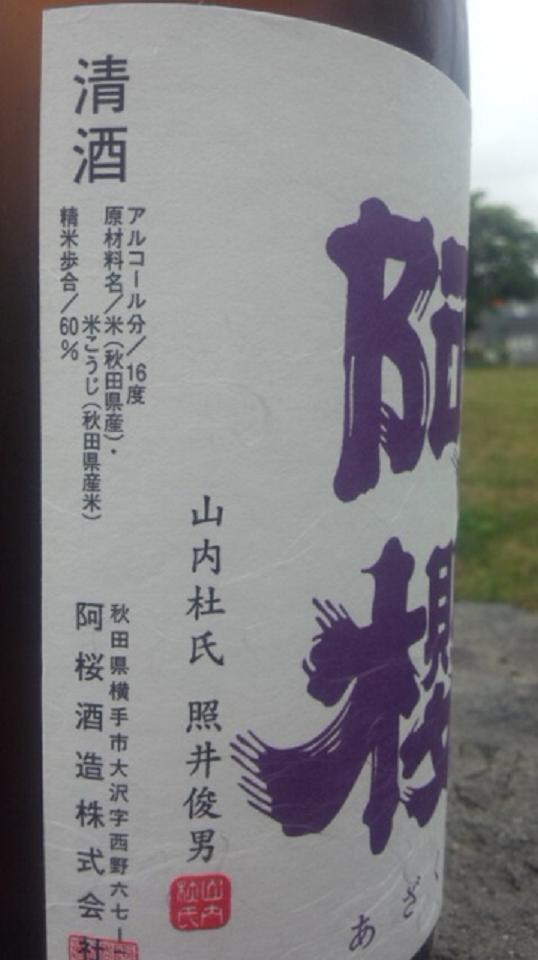 阿櫻
あざく
山内杜氏 照井俊男
山内
杜氏
清酒
アルコール分/16度
原材料名/米(秋田県産)・
米こうじ(秋田県産米)
精米歩合/60%
秋田県横手市大沢字西野六七ー
阿桜酒造株式会社